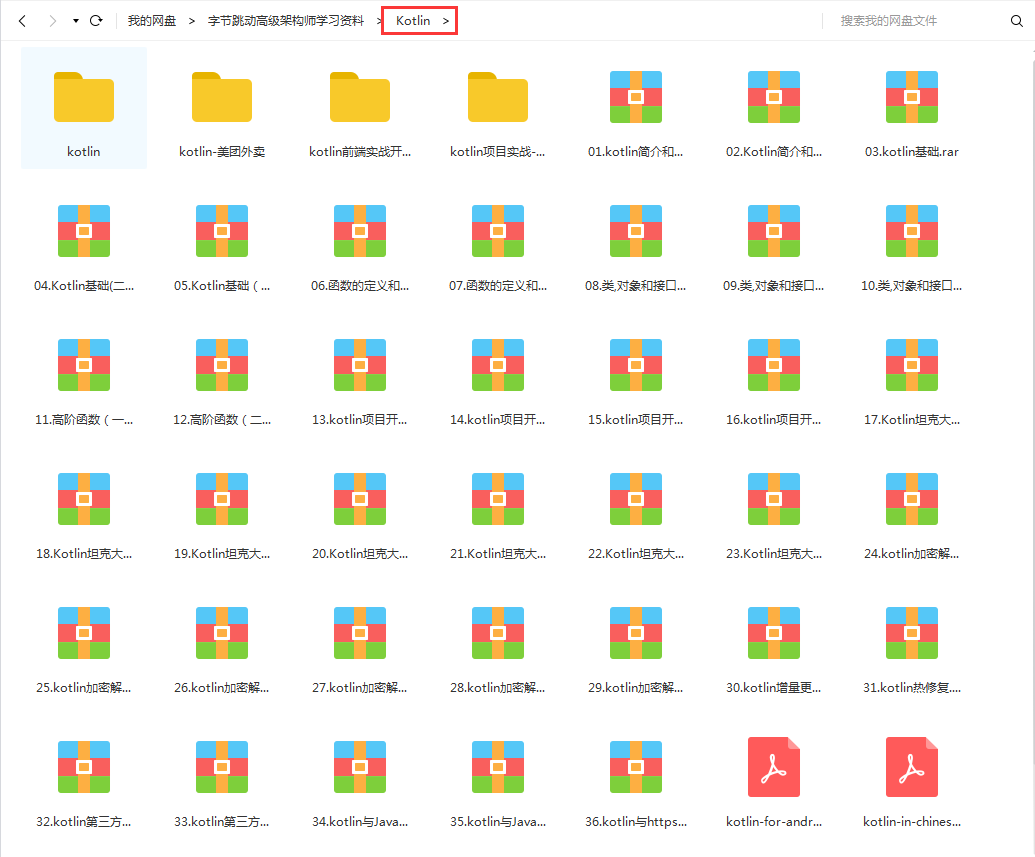 我的网盘 > 字节跳动高级架构师学习资料 > Kotlin > 搜索我的网盘文件
kotlin kotlin-美团外卖 kotlin前端实战开... kotlin项目实战-... 01.kotlin简介和... 02.Kotlin简介和... 03.kotlin基础.rar
04.Kotlin基础(二... 05.Kotlin基础（... 06.函数的定义和... 07.函数的定义和... 08.类,对象和接口... 09.类,对象和接口... 10.类,对象和接口...
11.高阶函数（一... 12.高阶函数（二... 13.kotlin项目开... 14.kotlin项目开... 15.kotlin项目开... 16.kotlin项目开... 17.Kotlin坦克大...
18.Kotlin坦克大... 19.Kotlin坦克大... 20.Kotlin坦克大... 21.Kotlin坦克大... 22.Kotlin坦克大... 23.Kotlin坦克大... 24.kotlin加密解...
25.kotlin加密解... 26.kotlin加密解... 27.kotlin加密解... 28.kotlin加密解... 29.kotlin加密解... 30.kotlin增量更... 31.kotlin热修复....
32.kotlin第三方... 33.kotlin第三方... 34.kotlin与Java... 35.kotlin与Java... 36.kotlin与https... kotlin-for-andr... kotlin-in-chines...